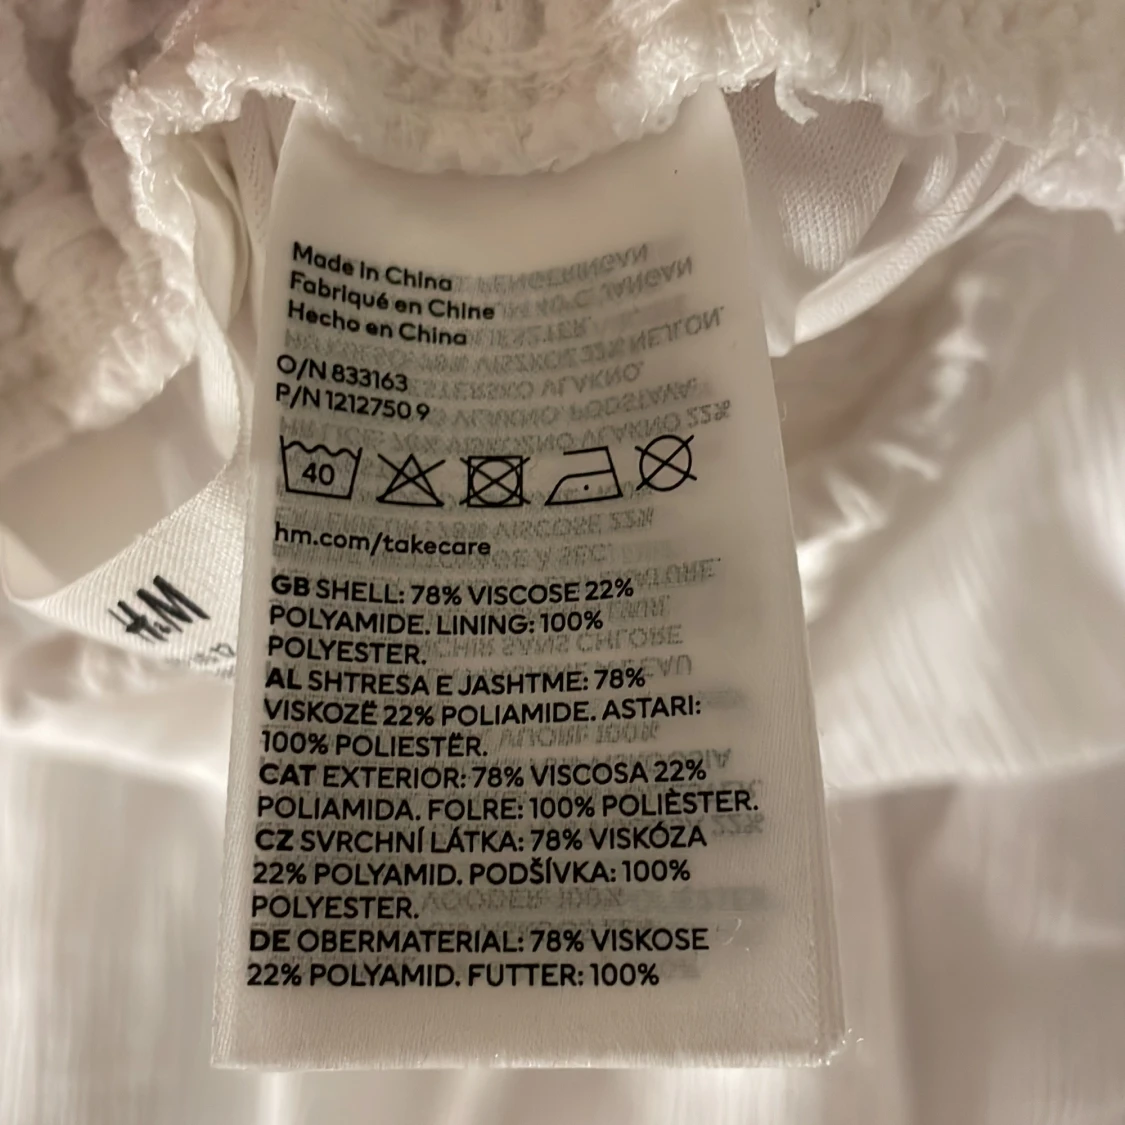 Made in China
Fabriqué en Chine
Hecho en China
O/N 833163
P/N 1212750 9
40
hm.com/takecare
GB SHELL: 78% VISCOSE 22%
POLYAMIDE. LINING: 100%
POLYESTER.
AL SHTRESA E JASHTME: 78%
VISKOZË 22% POLIAMIDE. ASTARI:
100% POLIESTËR.
CAT EXTERIOR: 78% VISCOSA 22%
POLIAMIDA. FOLRE: 100% POLIÈSTER.
CZ SVRCHNÍ LÁTKA: 78% VISKÓZA
22% POLYAMID. PODŠÍVKA: 100%
POLYESTER.
DE OBERMATERIAL: 78% VISKOSE
22% POLYAMID. FUTTER: 100%
H&M